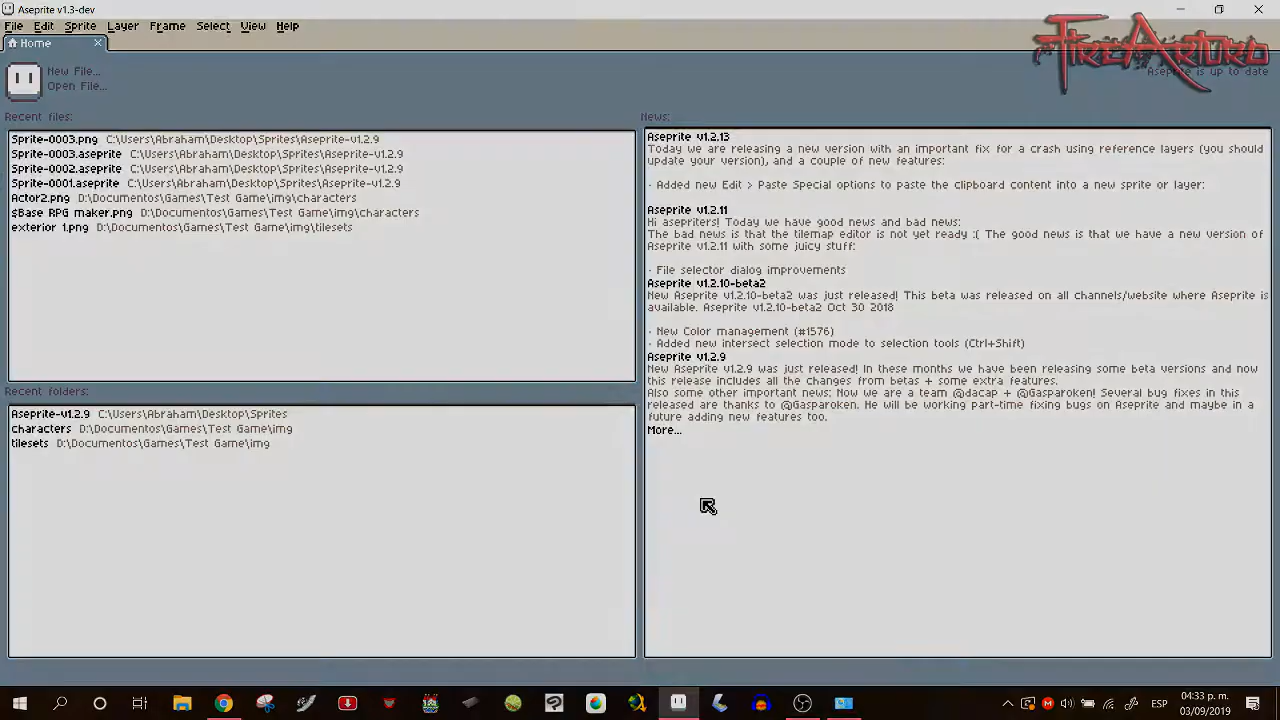 Aseprite v1.3-dev
File Edit Sprite Layer Frame Select View Help
Home
FireArturo
New File...
Open File...
Aseprite is up to date
Recent files:
Sprite-0003.png C:\Users\Abraham\Desktop\Sprites\Aseprite-v1.2.9
Sprite-0003.aseprite C:\Users\Abraham\Desktop\Sprites\Aseprite-v1.2.9
Sprite-0002.aseprite C:\Users\Abraham\Desktop\Sprites\Aseprite-v1.2.9
Sprite-0001.aseprite C:\Users\Abraham\Desktop\Sprites\Aseprite-v1.2.9
Actor2.png D:\Documentos\Games\Test Game\img\characters
$Base RPG maker.png D:\Documentos\Games\Test Game\img\characters
exterior 1.png D:\Documentos\Games\Test Game\img\tilesets
Recent folders:
Aseprite-v1.2.9 C:\Users\Abraham\Desktop\Sprites
characters D:\Documentos\Games\Test Game\img
tilesets D:\Documentos\Games\Test Game\img
News:
Aseprite v1.2.13
Today we are releasing a new version with an important fix for a crash using reference layers (you should
update your version), and a couple of new features:
- Added new Edit > Paste Special options to paste the clipboard content into a new sprite or layer:
Aseprite v1.2.11
Hi asepriters! Today we have good news and bad news:
The bad news is that the tilemap editor is not yet ready :( The good news is that we have a new version of
Aseprite v1.2.11 with some juicy stuff:
- File selector dialog improvements
Aseprite v1.2.10-beta2
New Aseprite v1.2.10-beta2 was just released! This beta was released on all channels/website where Aseprite is
available. Aseprite v1.2.10-beta2 Oct 30 2018
- New Color management (#1576)
- Added new intersect selection mode to selection tools (Ctrl+Shift)
Aseprite v1.2.9
New Aseprite v1.2.9 was just released! In these months we have been releasing some beta versions and now
this release includes all the changes from betas + some extra features.
Also some other important news: Now we are a team @dacap + @Gasparoken! Several bug fixes in this
released are thanks to @Gasparoken. He will be working part-time fixing bugs on Aseprite and maybe in a
future adding new features too.
More...
ESP
04:33 p. m.
03/09/2019